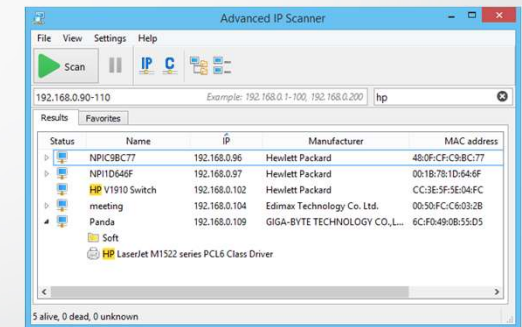 Advanced IP Scanner
File View Settings Help
Scan IP C
192.168.0.90-110 Example: 192.168.0.1-100, 192.168.0.200 hp
Results Favorites
Status Name IP Manufacturer MAC address
NPIC9BC77 192.168.0.96 Hewlett Packard 48:0F:CF:C9:BC:77
NPI1D646F 192.168.0.97 Hewlett Packard 00:1B:78:1D:64:6F
HP V1910 Switch 192.168.0.102 Hewlett Packard CC:3E:5F:5E:04:FC
meeting 192.168.0.104 Edimax Technology Co. Ltd. 00:50:FC:C6:03:2B
Panda 192.168.0.109 GIGA-BYTE TECHNOLOGY CO.,L... 6C:F0:49:0B:55:D5
Soft
HP LaserJet M1522 series PCL6 Class Driver
5 alive, 0 dead, 0 unknown